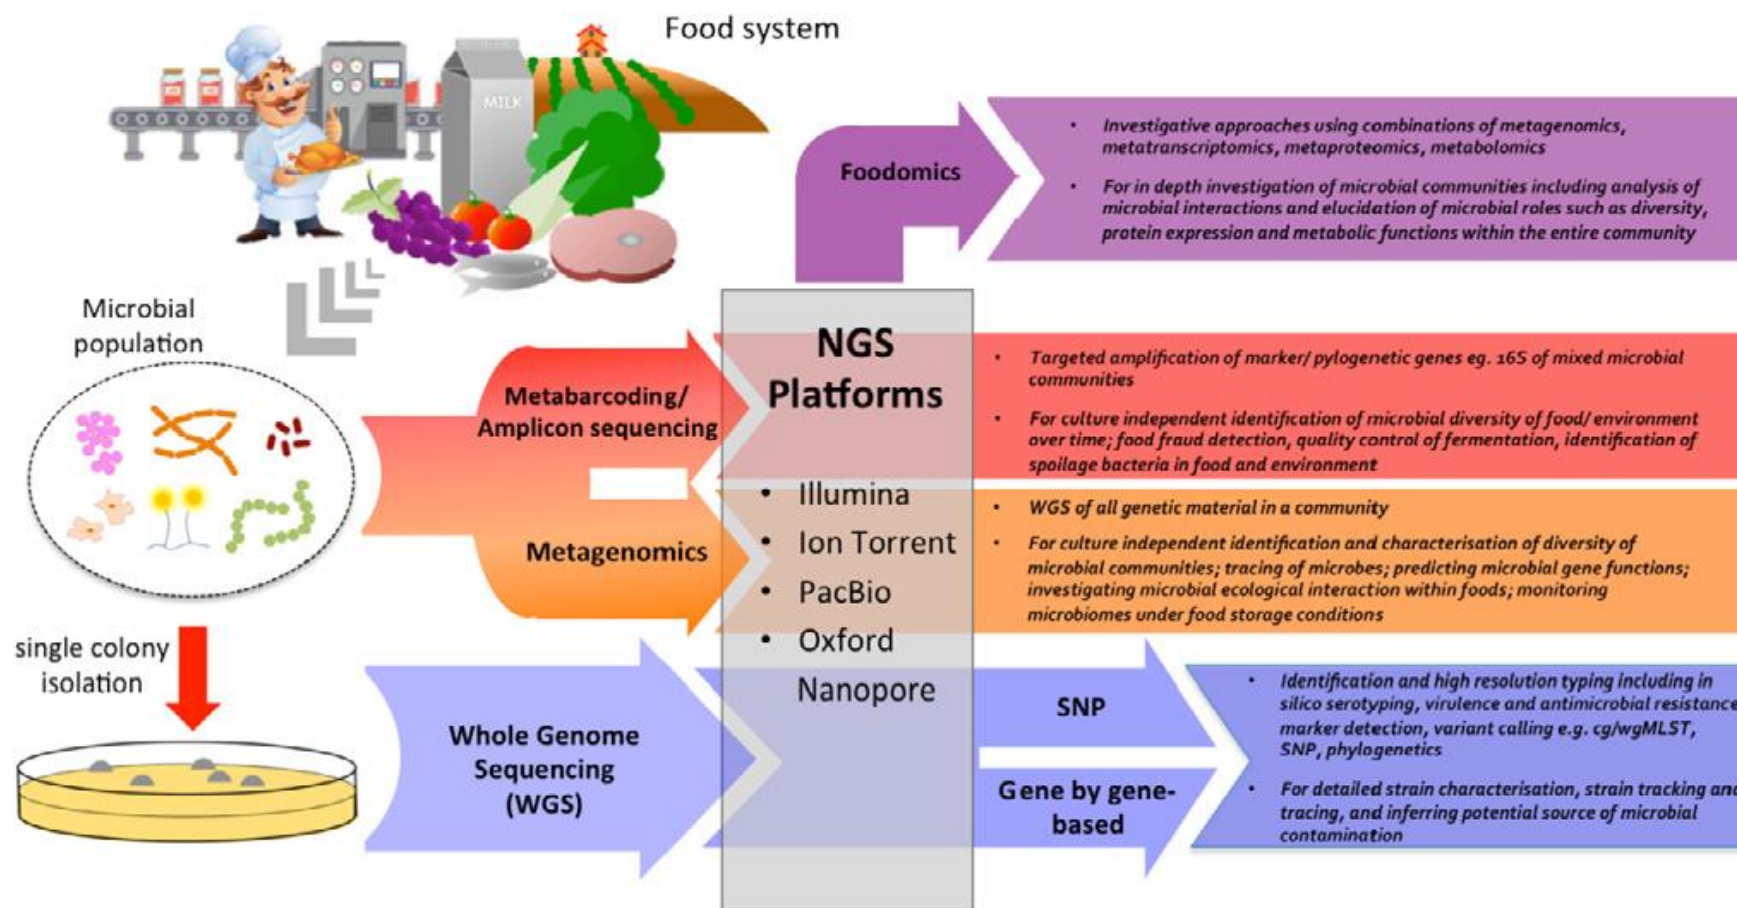 Food system
MILK
Foodomics
• Investigative approaches using combinations of metagenomics,
metatranscriptomics, metaproteomics, metabolomics
• For in depth investigation of microbial communities including analysis of
microbial interactions and elucidation of microbial roles such as diversity,
protein expression and metabolic functions within the entire community
Microbial
population
Metabarcoding/
Amplicon sequencing
Metagenomics
NGS
Platforms
• Illumina
• Ion Torrent
• PacBio
• Oxford
Nanopore
• Targeted amplification of marker/ pylogenetic genes eg. 16S of mixed microbial
communities
• For culture independent identification of microbial diversity of food/ environment
over time; food fraud detection, quality control of fermentation, identification of
spoilage bacteria in food and environment
• WGS of all genetic material in a community
• For culture independent identification and characterisation of diversity of
microbial communities; tracing of microbes; predicting microbial gene functions;
investigating microbial ecological interaction within foods; monitoring
microbiomes under food storage conditions
single colony
isolation
Whole Genome
Sequencing
(WGS)
SNP
Gene by gene-
based
• Identification and high resolution typing including in
silico serotyping, virulence and antimicrobial resistance
marker detection, variant calling e.g. cg/wgMLST,
SNP, phylogenetics
• For detailed strain characterisation, strain tracking and
tracing, and inferring potential source of microbial
contamination